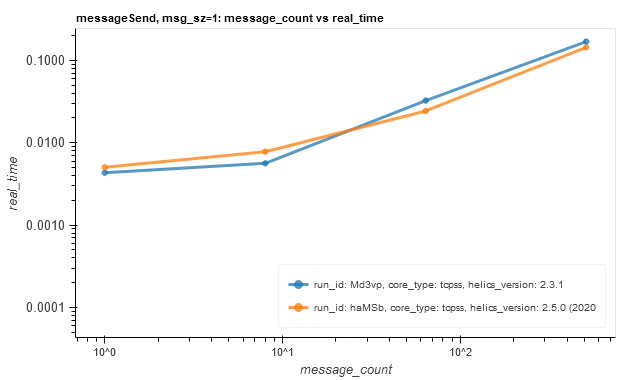 messageSend, msg_sz=1: message_count vs real_time
0.1000
0.0100
0.0010
0.0001
real_time
run_id: Md3vp, core_type: tcpss, helics_version: 2.3.1
run_id: haMSb, core_type: tcpss, helics_version: 2.5.0 (2020
10^0
10^1
10^2
message_count